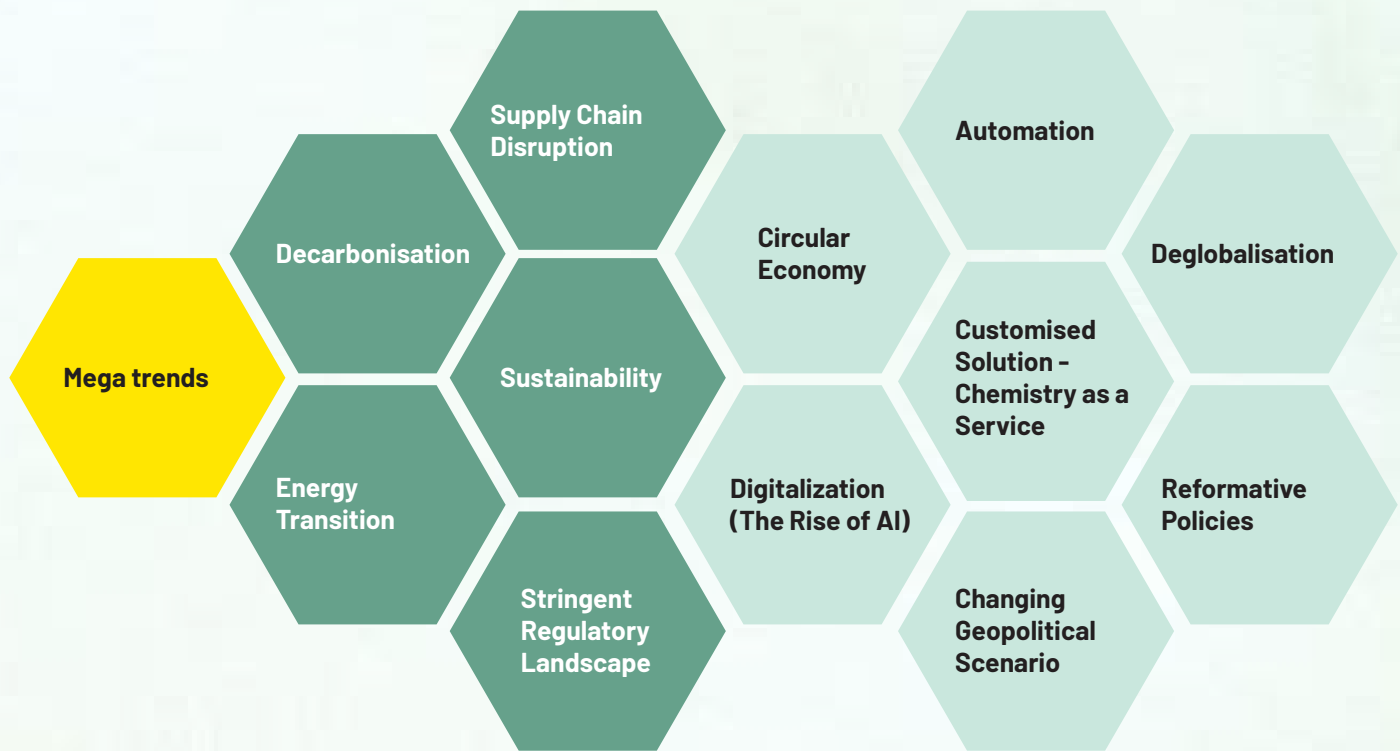 Mega trends
Decarbonisation
Energy
Transition
Supply Chain
Disruption
Sustainability
Stringent
Regulatory
Landscape
Circular
Economy
Digitalization
(The Rise of AI)
Automation
Customised
Solution -
Chemistry as a
Service
Changing
Geopolitical
Scenario
Deglobalisation
Reformative
Policies